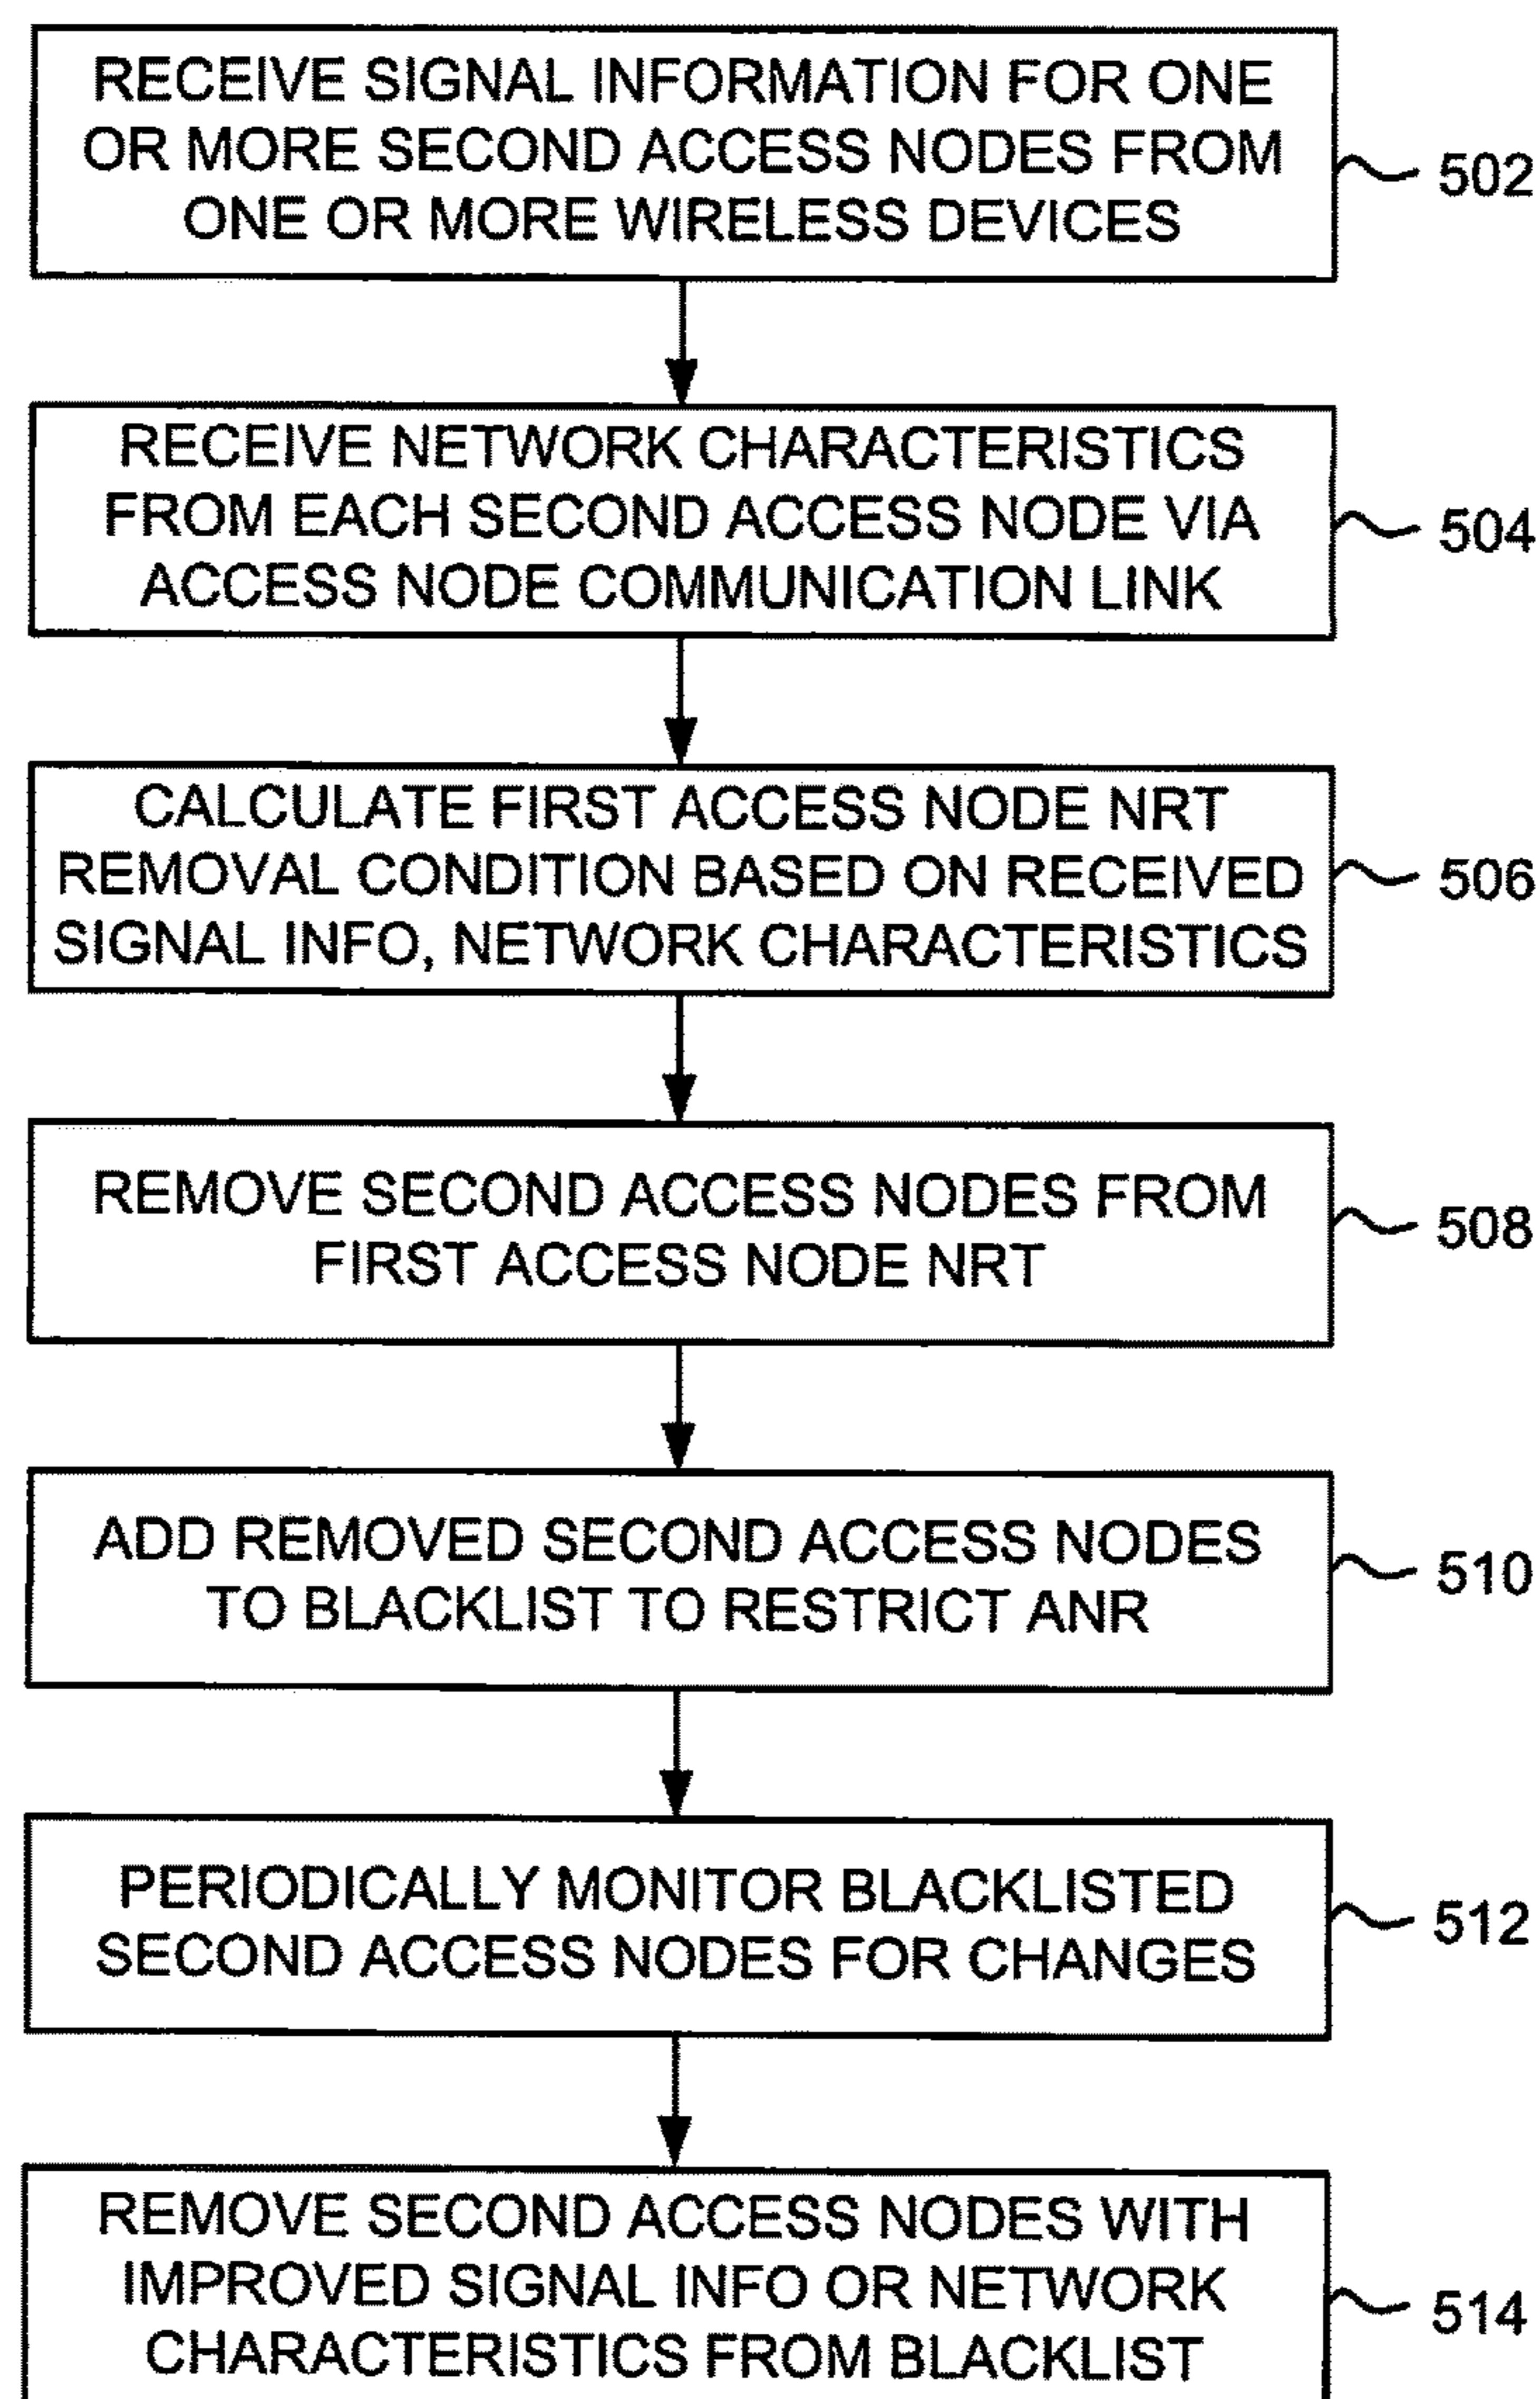 RECEIVE SIGNAL INFORMATION FOR ONE
OR MORE SECOND ACCESS NODES FROM
ONE OR MORE WIRELESS DEVICES
502
RECEIVE NETWORK CHARACTERISTICS
FROM EACH SECOND ACCESS NODE VIA
ACCESS NODE COMMUNICATION LINK
504
CALCULATE FIRST ACCESS NODE NRT
REMOVAL CONDITION BASED ON RECEIVED
SIGNAL INFO, NETWORK CHARACTERISTICS
506
REMOVE SECOND ACCESS NODES FROM
FIRST ACCESS NODE NRT
508
ADD REMOVED SECOND ACCESS NODES
TO BLACKLIST TO RESTRICT ANR
510
PERIODICALLY MONITOR BLACKLISTED
SECOND ACCESS NODES FOR CHANGES
512
REMOVE SECOND ACCESS NODES WITH
IMPROVED SIGNAL INFO OR NETWORK
CHARACTERISTICS FROM BLACKLIST
514